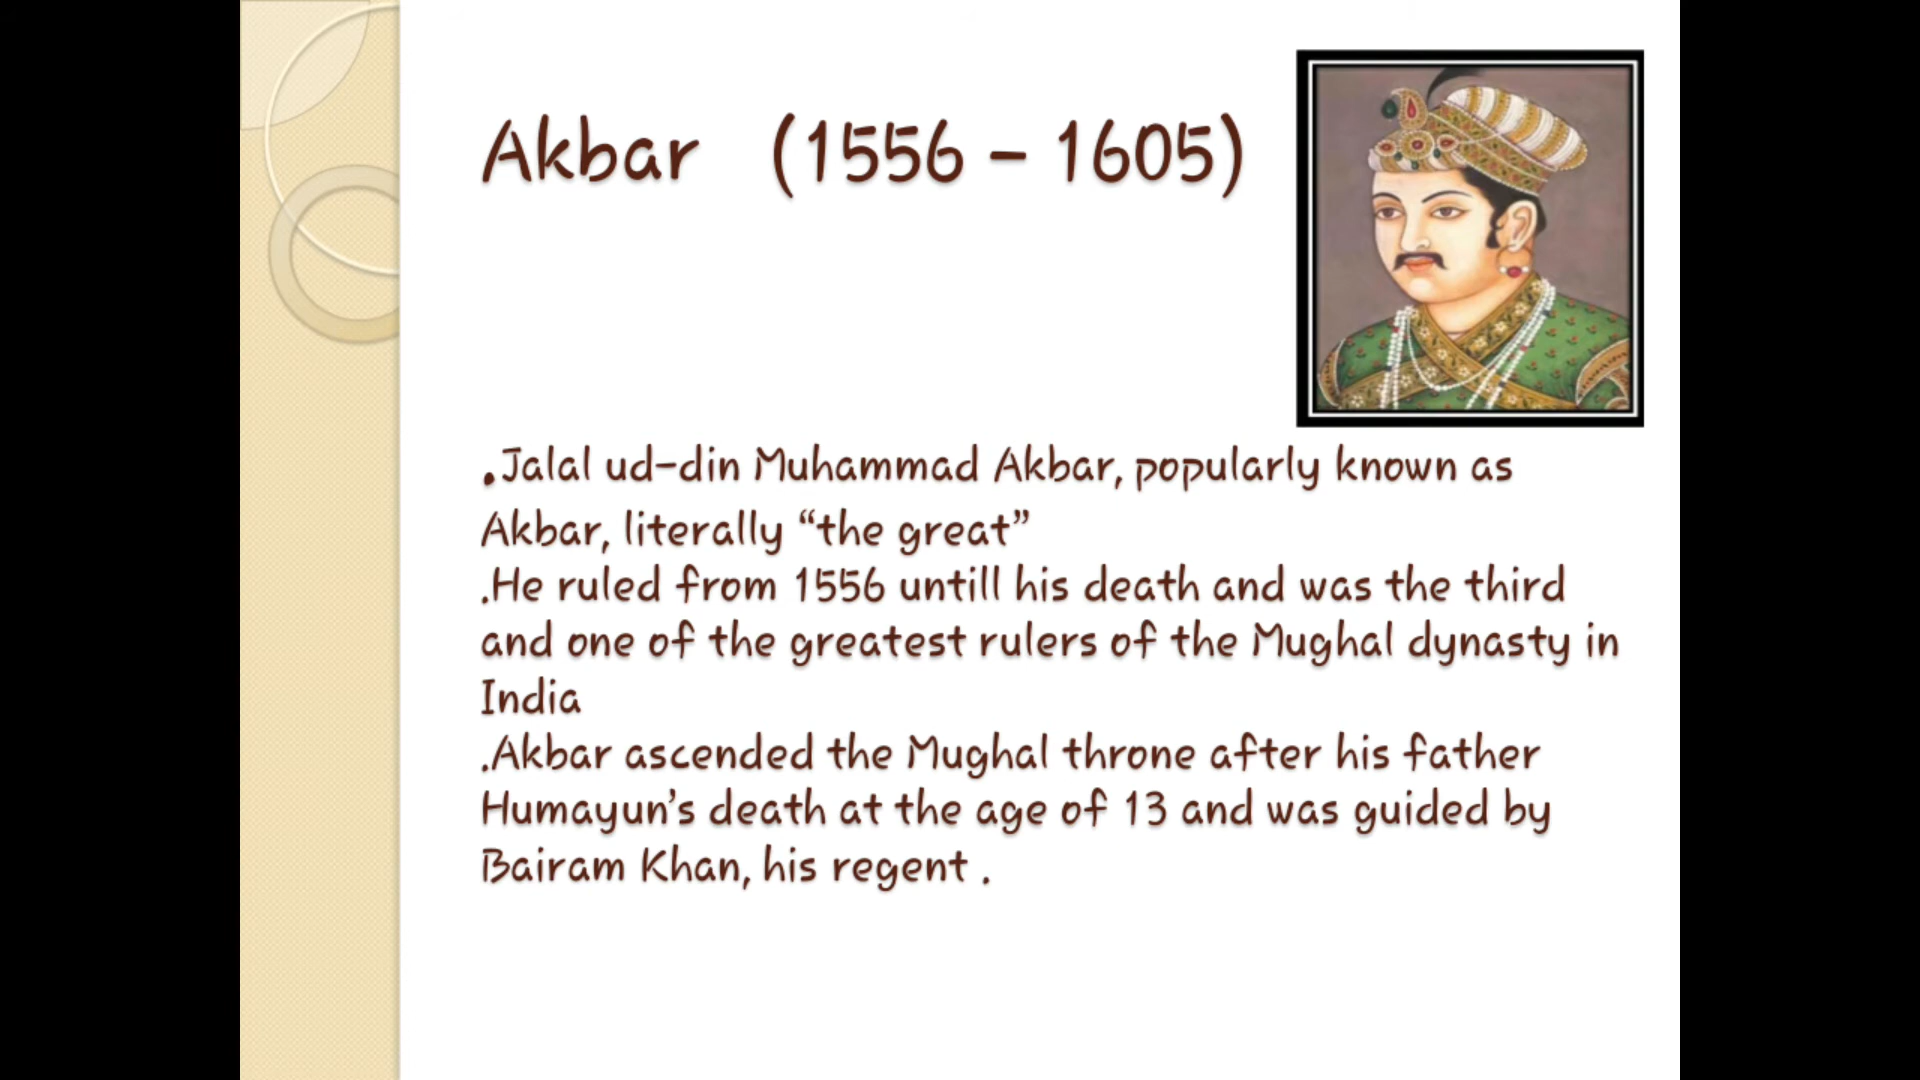 Akbar (1556 – 1605)
.Jalal ud-din Muhammad Akbar, popularly known as
Akbar, literally “the great”
.He ruled from 1556 untill his death and was the third
and one of the greatest rulers of the Mughal dynasty in
India
.Akbar ascended the Mughal throne after his father
Humayun’s death at the age of 13 and was guided by
Bairam Khan, his regent .